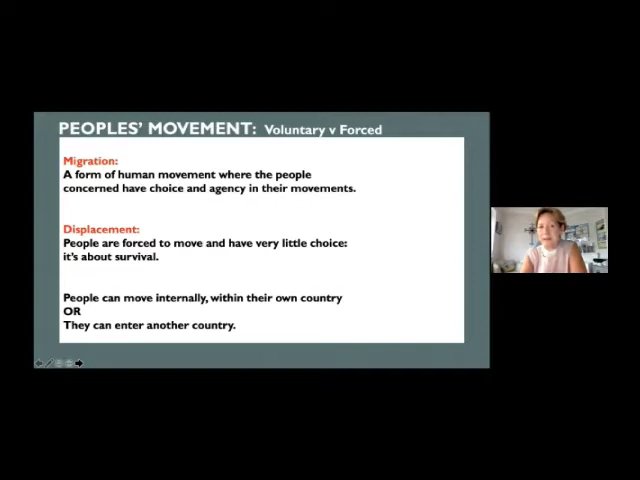 PEOPLES' MOVEMENT: Voluntary v Forced
Migration:
A form of human movement where the people
concerned have choice and agency in their movements.
Displacement:
People are forced to move and have very little choice:
it's about survival.
People can move internally, within their own country
OR
They can enter another country.